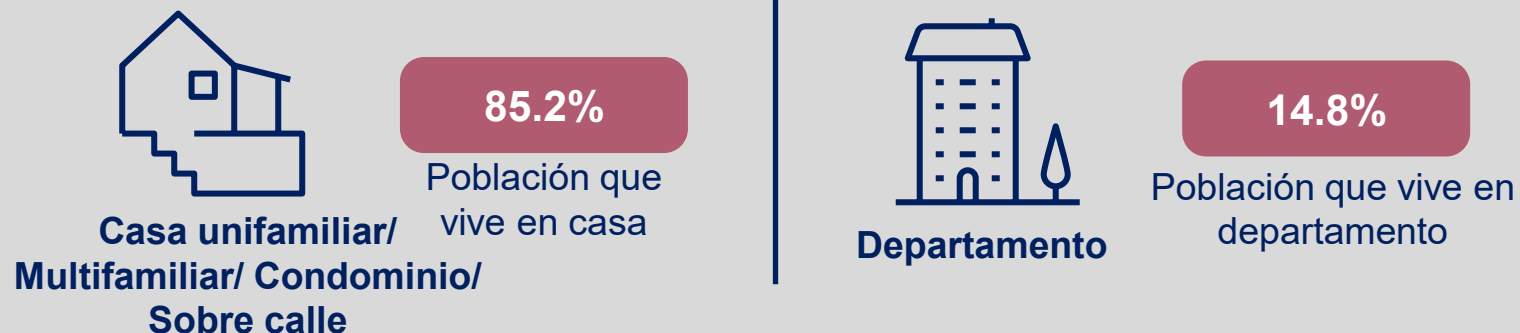 85.2%
Población que
vive en casa
Casa unifamiliar/
Multifamiliar/ Condominio/
Sobre calle
14.8%
Población que vive en
departamento
Departamento